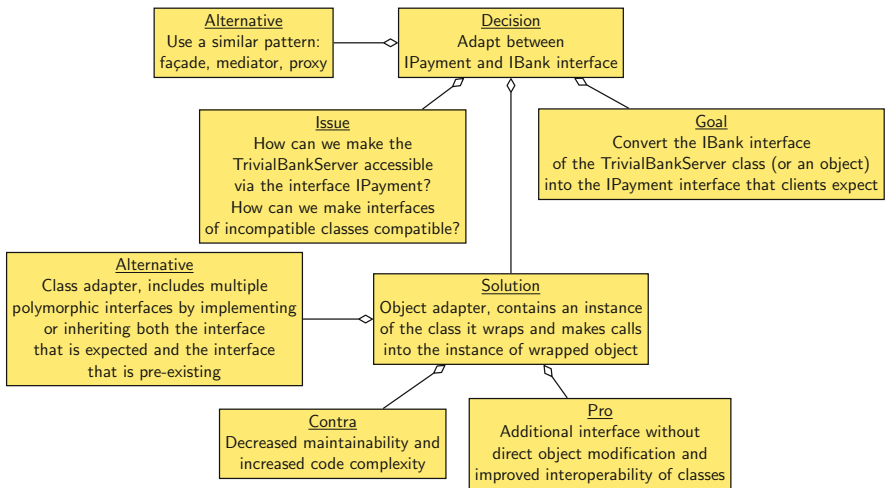 Alternative
Use a similar pattern:
façade, mediator, proxy
Decision
Adapt between
IPayment and IBank interface
Issue
How can we make the
TrivialBankServer accessible
via the interface IPayment?
How can we make interfaces
of incompatible classes compatible?
Goal
Convert the IBank interface
of the TrivialBankServer class (or an object)
into the IPayment interface that clients expect
Alternative
Class adapter, includes multiple
polymorphic interfaces by implementing
or inheriting both the interface
that is expected and the interface
that is pre-existing
Solution
Object adapter, contains an instance
of the class it wraps and makes calls
into the instance of wrapped object
Contra
Decreased maintainability and
increased code complexity
Pro
Additional interface without
direct object modification and
improved interoperability of classes